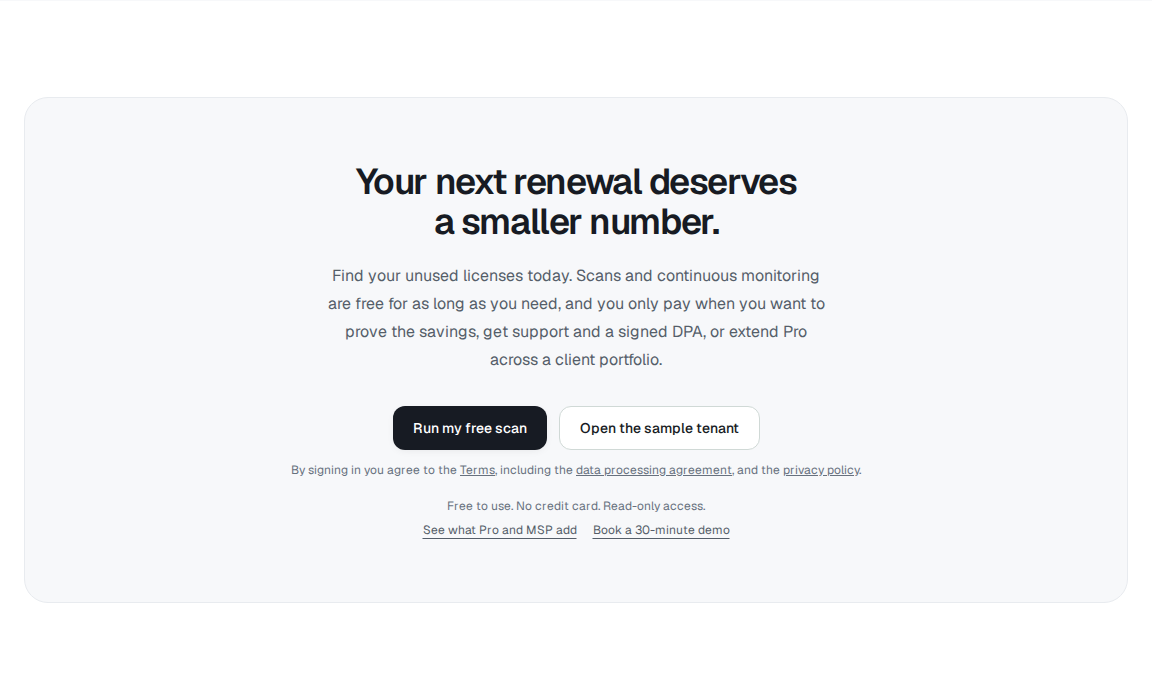 Your next renewal deserves
a smaller number.
Find your unused licenses today. Scans and continuous monitoring
are free for as long as you need, and you only pay when you want to
prove the savings, get support and a signed DPA, or extend Pro
across a client portfolio.
Run my free scan
Open the sample tenant
By signing in you agree to the Terms, including the data processing agreement, and the privacy policy.
Free to use. No credit card. Read-only access.
See what Pro and MSP add
Book a 30-minute demo